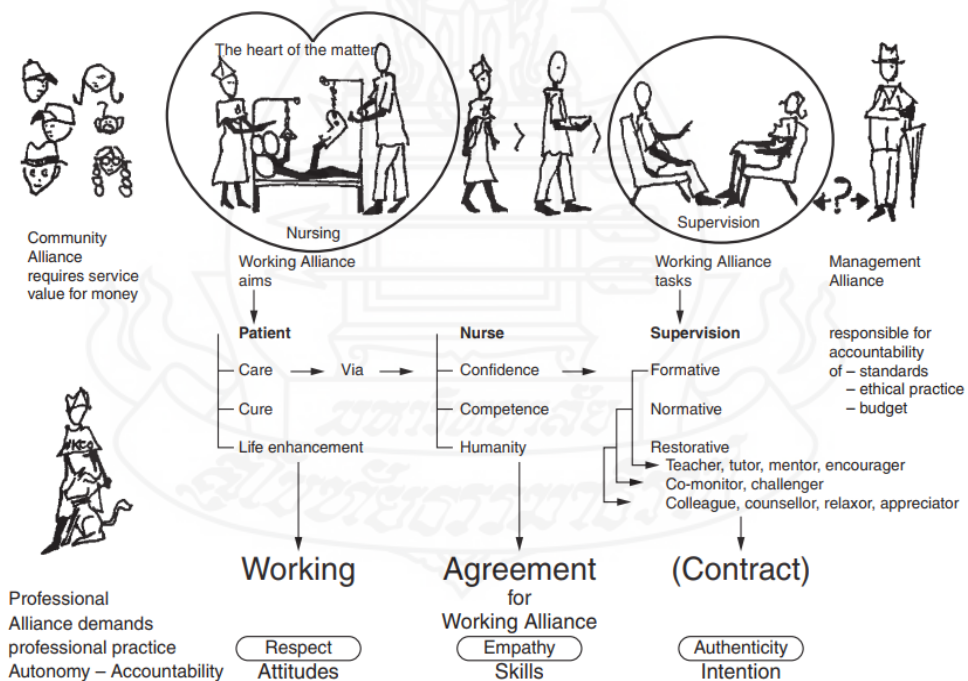 The heart of the matter
Nursing
Supervision
?
Community
Alliance
requires service
value for money
Working Alliance
aims
Working Alliance
tasks
Management
Alliance
Patient
Nurse
Supervision
responsible for
accountability
of – standards
– ethical practice
– budget
Care
Via
Confidence
Formative
Cure
Competence
Normative
Life enhancement
Humanity
Restorative
Teacher, tutor, mentor, encourager
Co-monitor, challenger
Colleague, counsellor, relaxor, appreciator
UKCC
Working
Agreement
(Contract)
for
Working Alliance
Professional
Alliance demands
professional practice
Autonomy – Accountability
Respect
Empathy
Authenticity
Attitudes
Skills
Intention